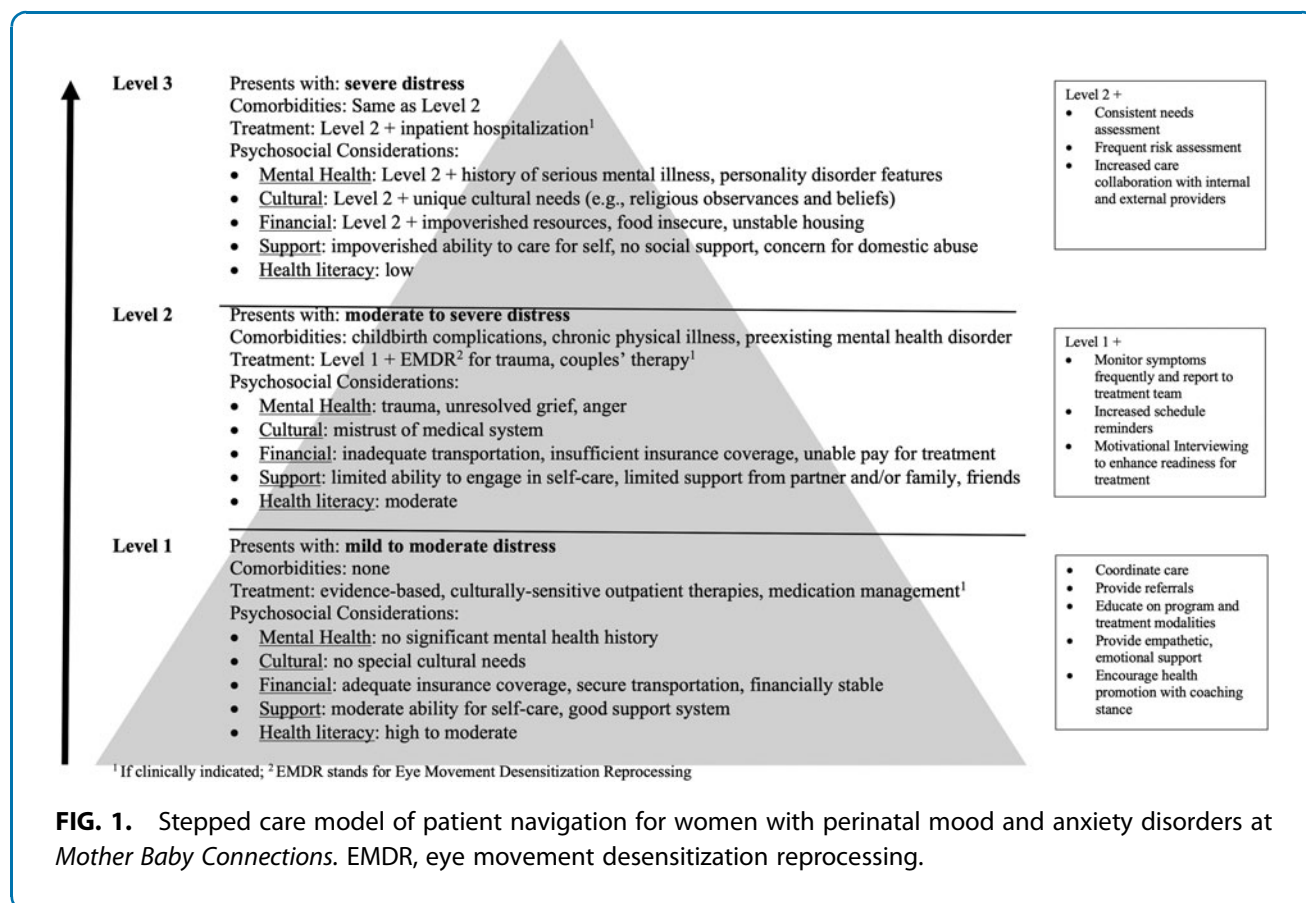 Level 3
Presents with: severe distress
Comorbidities: Same as Level 2
Treatment: Level 2 + inpatient hospitalization¹
Psychosocial Considerations:
• Mental Health: Level 2 + history of serious mental illness, personality disorder features
• Cultural: Level 2 + unique cultural needs (e.g., religious observances and beliefs)
• Financial: Level 2 + impoverished resources, food insecure, unstable housing
• Support: impoverished ability to care for self, no social support, concern for domestic abuse
• Health literacy: low
Level 2 +
• Consistent needs
assessment
• Frequent risk assessment
• Increased care
collaboration with internal
and external providers
Level 2
Presents with: moderate to severe distress
Comorbidities: childbirth complications, chronic physical illness, preexisting mental health disorder
Treatment: Level 1 + EMDR² for trauma, couples' therapy¹
Psychosocial Considerations:
• Mental Health: trauma, unresolved grief, anger
• Cultural: mistrust of medical system
• Financial: inadequate transportation, insufficient insurance coverage, unable pay for treatment
• Support: limited ability to engage in self-care, limited support from partner and/or family, friends
• Health literacy: moderate
Level 1 +
• Monitor symptoms
frequently and report to
treatment team
• Increased schedule
reminders
• Motivational Interviewing
to enhance readiness for
treatment
Level 1
Presents with: mild to moderate distress
Comorbidities: none
Treatment: evidence-based, culturally-sensitive outpatient therapies, medication management¹
Psychosocial Considerations:
• Mental Health: no significant mental health history
• Cultural: no special cultural needs
• Financial: adequate insurance coverage, secure transportation, financially stable
• Support: moderate ability for self-care, good support system
• Health literacy: high to moderate
• Coordinate care
• Provide referrals
• Educate on program and
treatment modalities
• Provide empathetic,
emotional support
• Encourage health
promotion with coaching
stance
¹ If clinically indicated; ² EMDR stands for Eye Movement Desensitization Reprocessing
FIG. 1. Stepped care model of patient navigation for women with perinatal mood and anxiety disorders at
Mother Baby Connections. EMDR, eye movement desensitization reprocessing.